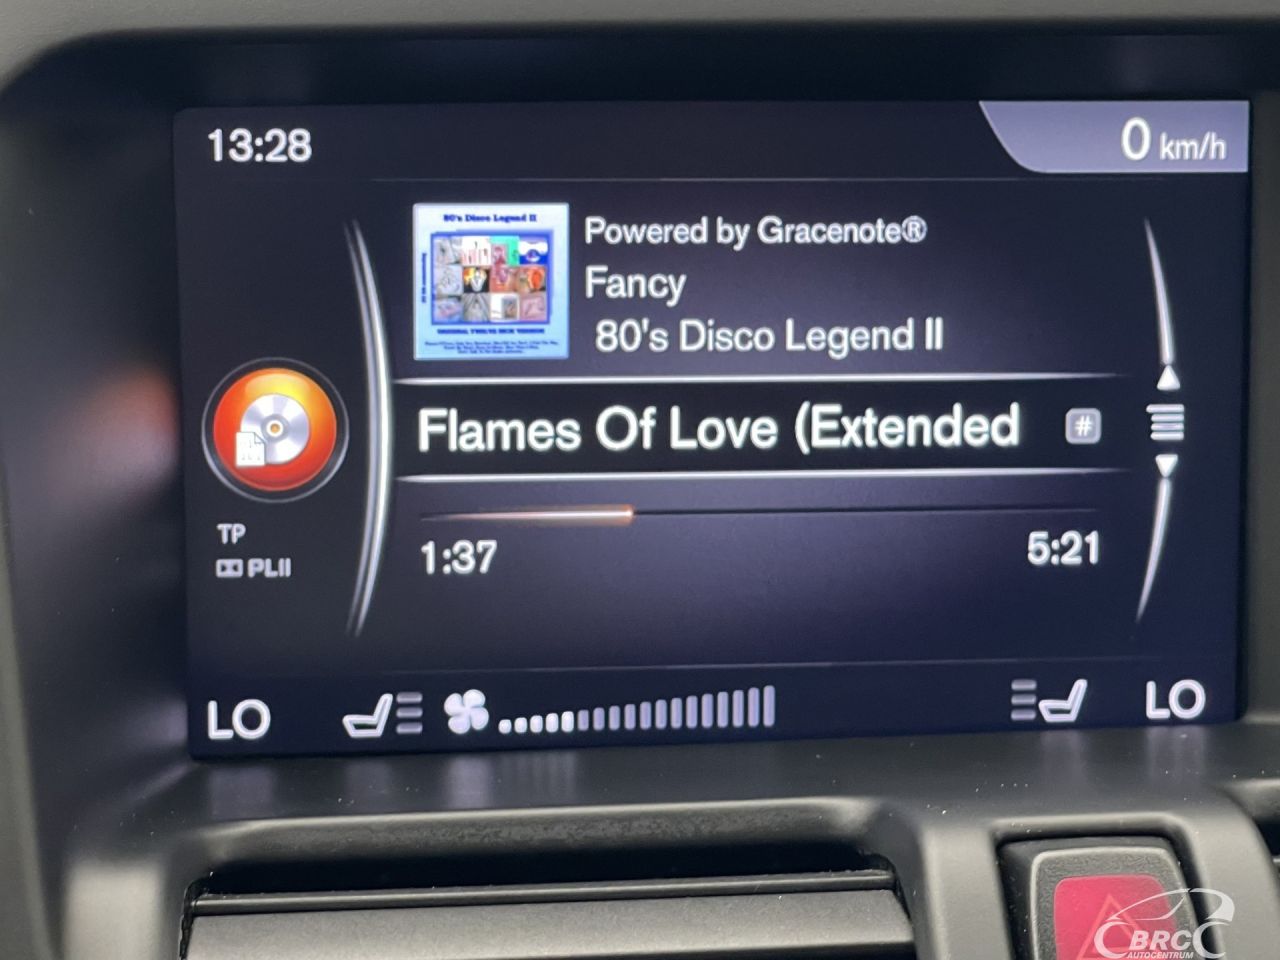 13:28
0 km/h
80's Disco Legend II
Powered by Gracenote®
Fancy
80's Disco Legend II
Flames Of Love (Extended
#
TP
PLII
1:37
5:21
LO
LO
BRC
AUTOCENTRUM